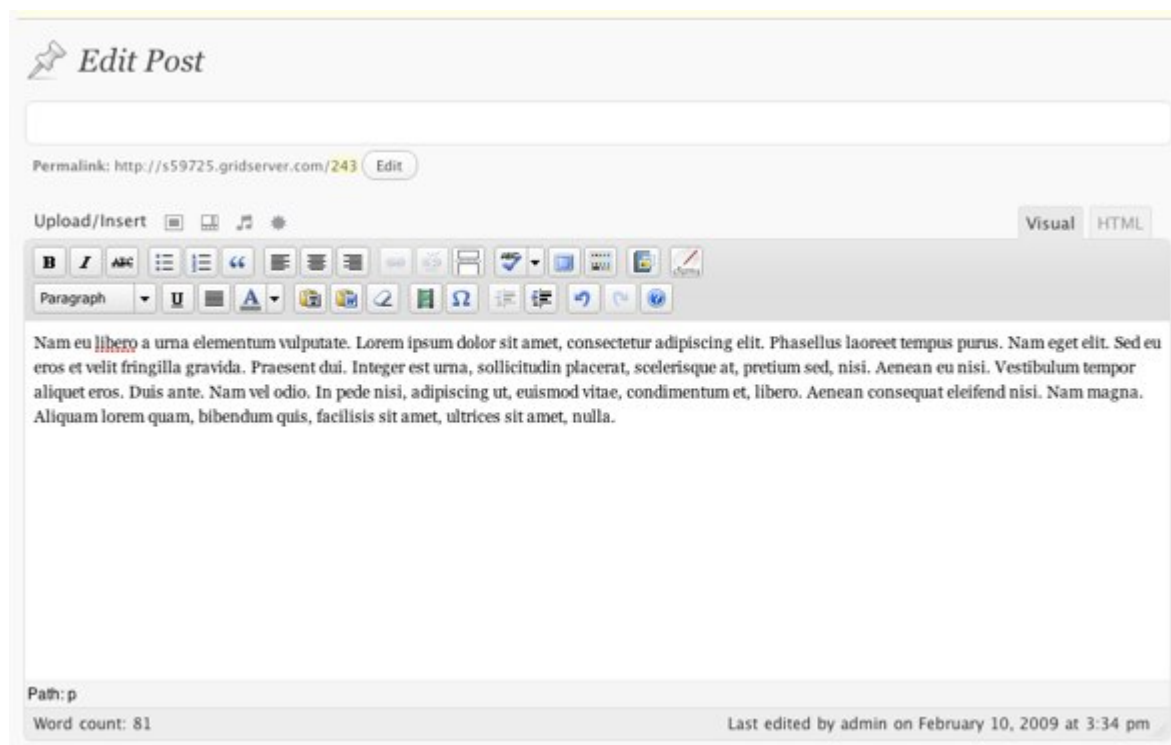 Edit Post
Permalink: http://s59725.gridserver.com/243 Edit
Upload/Insert Visual HTML
B I ABC
Paragraph U A Ω
Nam eu libero a urna elementum vulputate. Lorem ipsum dolor sit amet, consectetur adipiscing elit. Phasellus laoreet tempus purus. Nam eget elit. Sed eu
eros et velit fringilla gravida. Praesent dui. Integer est urna, sollicitudin placerat, scelerisque at, pretium sed, nisi. Aenean eu nisi. Vestibulum tempor
aliquet eros. Duis ante. Nam vel odio. In pede nisi, adipiscing ut, euismod vitae, condimentum et, libero. Aenean consequat eleifend nisi. Nam magna.
Aliquam lorem quam, bibendum quis, facilisis sit amet, ultrices sit amet, nulla.
Path: p
Word count: 81 Last edited by admin on February 10, 2009 at 3:34 pm